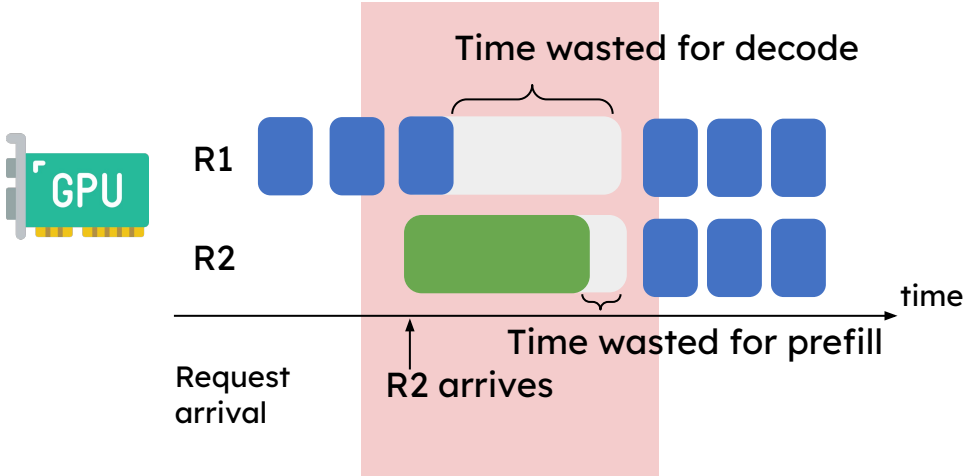 Time wasted for decode
R1
GPU
R2
time
Time wasted for prefill
Request
arrival
R2 arrives